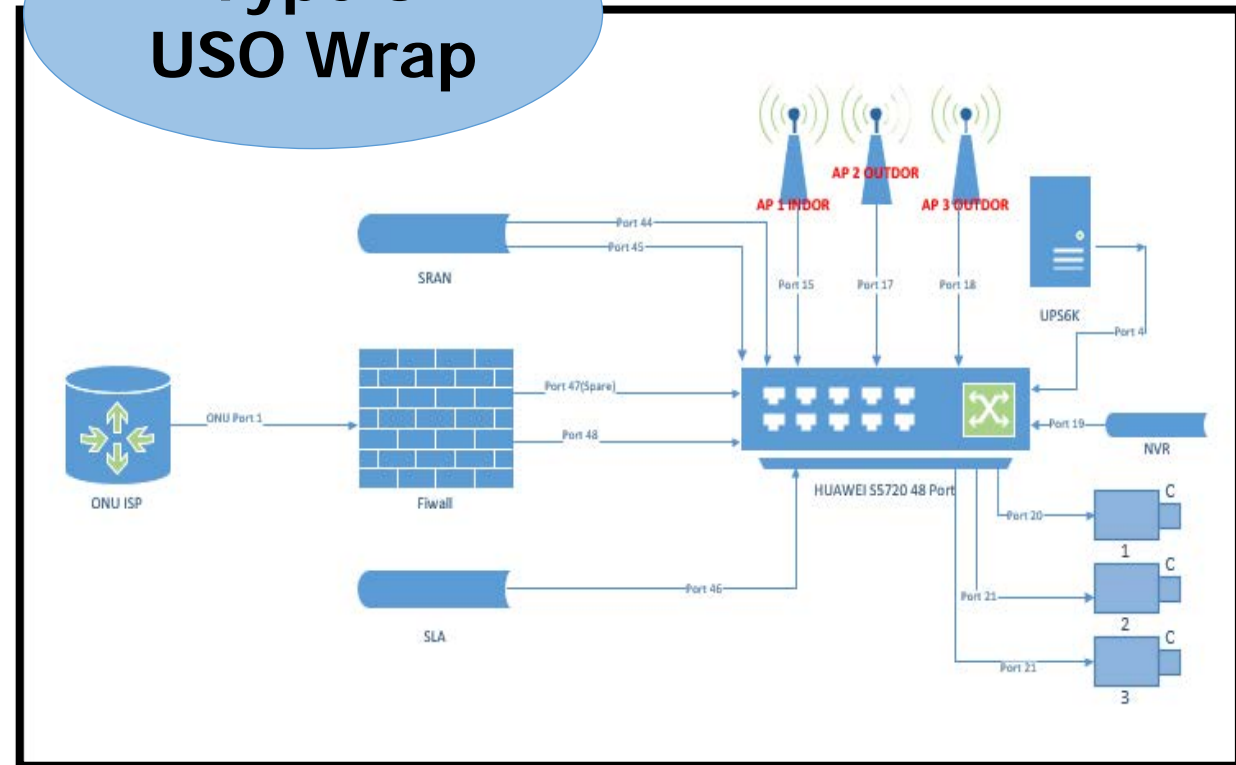 USO Wrap
AP 2 OUTDOR
AP 1 INDOR
AP 3 OUTDOR
Port 44
Port 45
SRAN
Port 15
Port 17
Port 18
UPS6K
Port 4
Port 47(Spare)
ONU Port 1
Port 48
Port 19
NVR
ONU ISP
Fiwall
HUAWEI S5720 48 Port
C
Port 20
1
C
Port 46
Port 21
2
SLA
C
Port 21
3